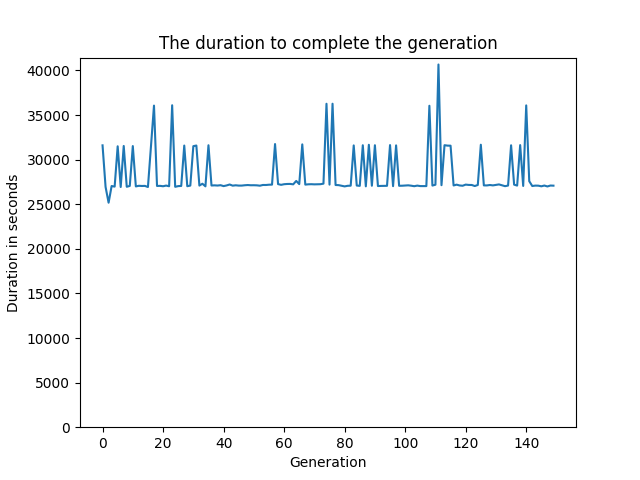 The duration to complete the generation
Duration in seconds
40000
35000
30000
25000
20000
15000
10000
5000
0
0 20 40 60 80 100 120 140
Generation